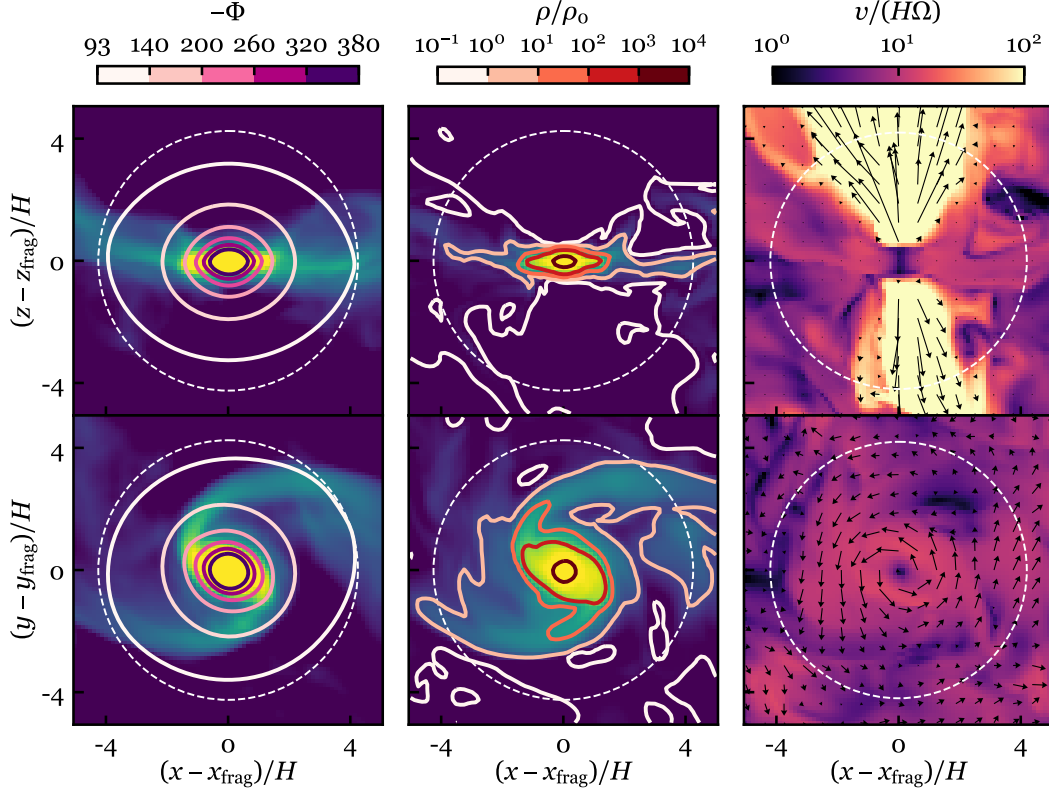 −Φ
ρ/ρ₀
v/(HΩ)
93 140 200 260 320 380
10⁻¹ 10⁰ 10¹ 10² 10³ 10⁴
10⁰ 10¹ 10²
(z − z_frag)/H
4
0
-4
(y − y_frag)/H
4
0
-4
-4 0 4
-4 0 4
-4 0 4
(x − x_frag)/H
(x − x_frag)/H
(x − x_frag)/H